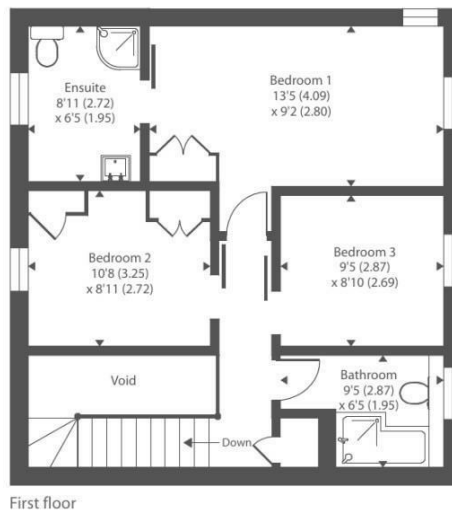 Ensuite
8'11 (2.72)
x 6'5 (1.95)
Bedroom 1
13'5 (4.09)
x 9'2 (2.80)
Bedroom 2
10'8 (3.25)
x 8'11 (2.72)
Bedroom 3
9'5 (2.87)
x 8'10 (2.69)
Void
Bathroom
9'5 (2.87)
x 6'5 (1.95)
Down
First floor